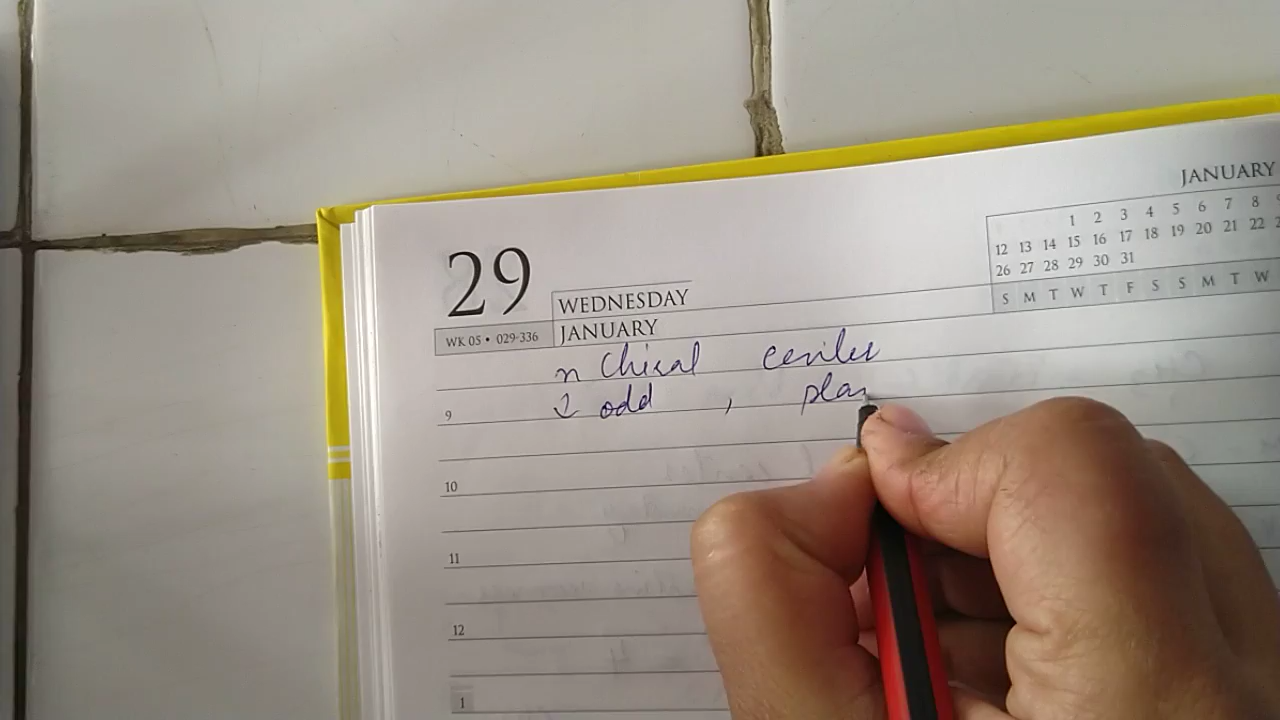 JANUARY
1 2 3 4 5 6 7 8
12 13 14 15 16 17 18 19 20 21 22
26 27 28 29 30 31
S M T W T F S S M T W
29
WEDNESDAY
WK 05 • 029-336 JANUARY
n Chiral center
9 2 odd , plan
10
11
12
1